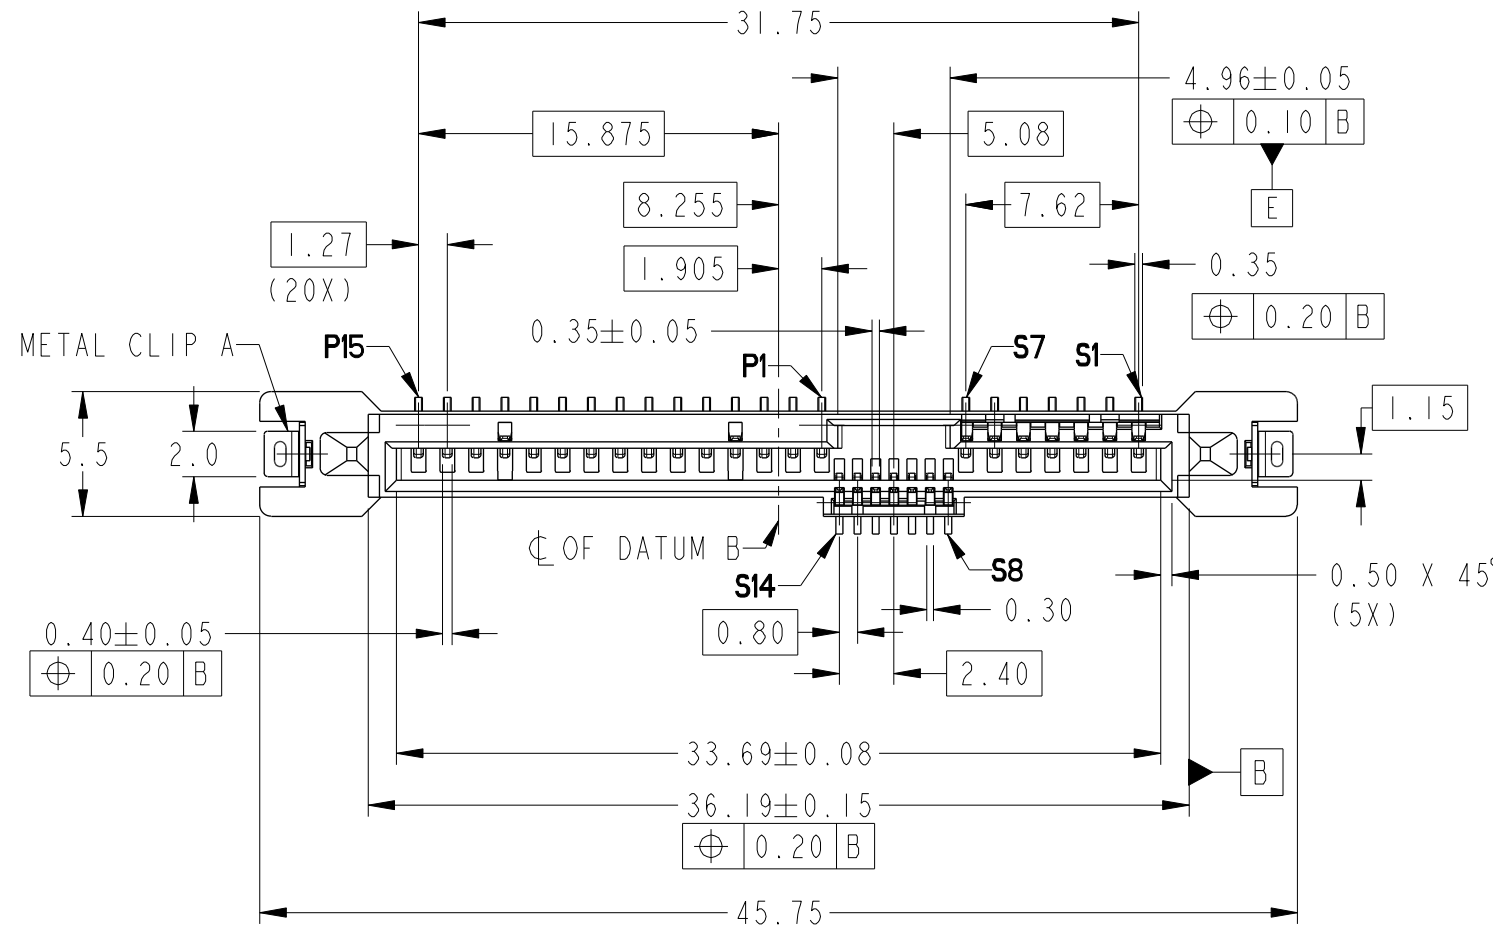 31.75
4.96±0.05
⌖ 0.10 B
15.875
5.08
E
8.255
7.62
1.27
(20X)
1.905
0.35
⌖ 0.20 B
0.35±0.05
METAL CLIP A
P15
P1
S7
S1
1.15
5.5
2.0
℄ OF DATUM B
S14
S8
0.50 X 45°
(5X)
0.40±0.05
⌖ 0.20 B
0.80
0.30
2.40
33.69±0.08
B
36.19±0.15
⌖ 0.20 B
45.75